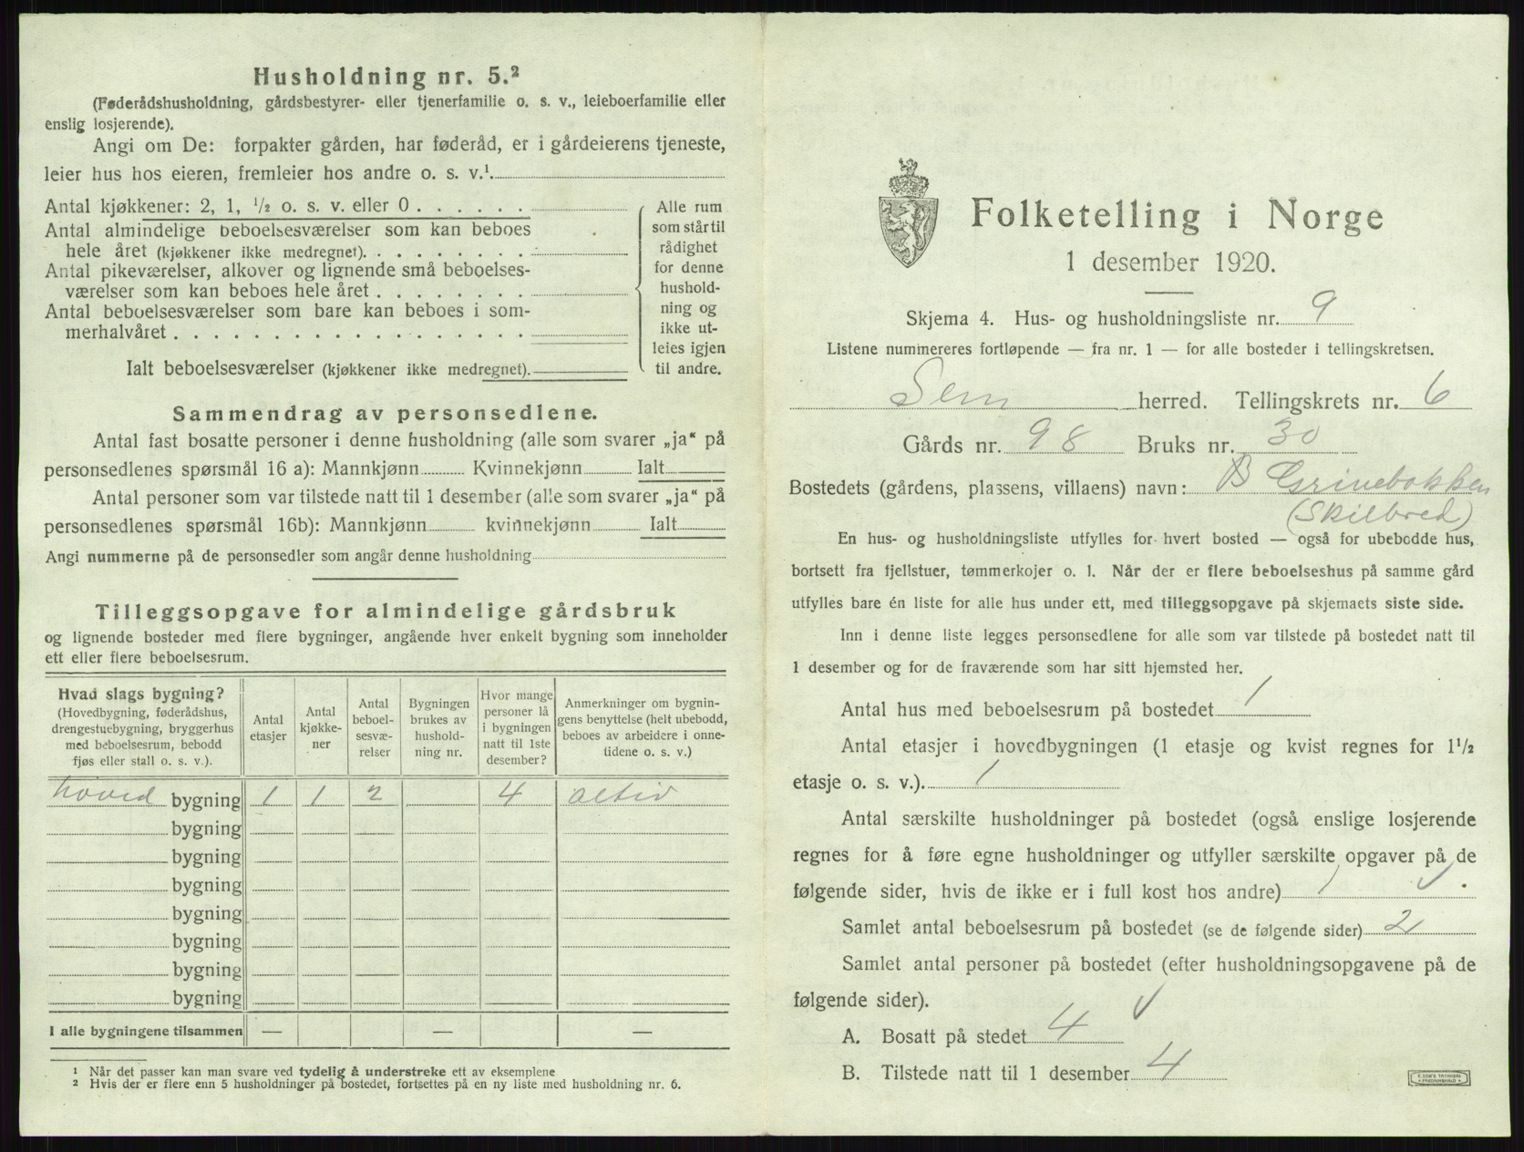 Husholdning nr. 5.²
(Føderådshusholdning, gårdsbestyrer- eller tjenerfamilie o. s. v., leieboerfamilie eller
enslig losjerende).
Angi om De: forpakter gården, har føderåd, er i gårdeierens tjeneste,
leier hus hos eieren, fremleier hos andre o. s. v.¹
Antal kjøkkener: 2, 1, ½ o. s. v. eller 0 . . . . . .
Antal almindelige beboelsesværelser som kan beboes
hele året (kjøkkener ikke medregnet). . . . . . . . .
Antal pikeværelser, alkover og lignende små beboelses-
værelser som kan beboes hele året . . . . . . . .
Antal beboelsesværelser som bare kan beboes i som-
merhalvåret . . . . . . . . . . . . . . . . . .
Ialt beboelsesværelser (kjøkkener ikke medregnet).
Alle rum
som står til
rådighet
for denne
hushold-
ning og
ikke ut-
leies igjen
til andre.
Sammendrag av personsedlene.
Antal fast bosatte personer i denne husholdning (alle som svarer „ja“ på
personsedlenes spørsmål 16 a): Mannkjønn Kvinnekjønn Ialt
Antal personer som var tilstede natt til 1 desember (alle som svarer „ja“ på
personsedlenes spørsmål 16b): Mannkjønn kvinnekjønn Ialt
Angi nummerne på de personsedler som angår denne husholdning
Tilleggsopgave for almindelige gårdsbruk
og lignende bosteder med flere bygninger, angående hver enkelt bygning som inneholder
ett eller flere beboelsesrum.
Hvad slags bygning?
(Hovedbygning, føderådshus,
drengestuebygning, bryggerhus
med beboelsesrum, bebodd
fjøs eller stall o. s. v.).
Antal
etasjer
Antal
kjøkke-
ner
Antal
beboel-
sesvæ-
relser
Bygningen
brukes av
hushold-
ning nr.
Hvor mange
personer lå
i bygningen
natt til 1ste
desember?
Anmerkninger om bygnin-
gens benyttelse (helt ubebodd,
beboes av arbeidere i onne-
tidene o. s. v.)
hoved bygning 1 1 2 4 altid
bygning
bygning
bygning
bygning
bygning
bygning
bygning
I alle bygningene tilsammen — — —
¹ Når det passer kan man svare ved tydelig å understreke ett av eksemplene
² Hvis der er flere enn 5 husholdninger på bostedet, fortsettes på en ny liste med husholdning nr. 6.
Folketelling i Norge
1 desember 1920.
Skjema 4. Hus- og husholdningsliste nr. 9
Listene nummereres fortløpende — fra nr. 1 — for alle bosteder i tellingskretsen.
Sem herred. Tellingskrets nr. 6
Gårds nr. 98 Bruks nr. 30
Bostedets (gårdens, plassens, villaens) navn: B Grinebakken
(Skilbred)
En hus- og husholdningsliste utfylles for hvert bosted — også for ubebodde hus,
bortsett fra fjellstuer, tømmerkojer o. l. Når der er flere beboelseshus på samme gård
utfylles bare én liste for alle hus under ett, med tilleggsopgave på skjemaets siste side.
Inn i denne liste legges personsedlene for alle som var tilstede på bostedet natt til
1 desember og for de fraværende som har sitt hjemsted her.
Antal hus med beboelsesrum på bostedet 1
Antal etasjer i hovedbygningen (1 etasje og kvist regnes for 1½
etasje o. s. v.). 1
Antal særskilte husholdninger på bostedet (også enslige losjerende
regnes for å føre egne husholdninger og utfyller særskilte opgaver på de
følgende sider, hvis de ikke er i full kost hos andre) 1 ✓
Samlet antal beboelsesrum på bostedet (se de følgende sider) 2
Samlet antal personer på bostedet (efter husholdningsopgavene på de
følgende sider). ✓
A. Bosatt på stedet 4
B. Tilstede natt til 1 desember 4